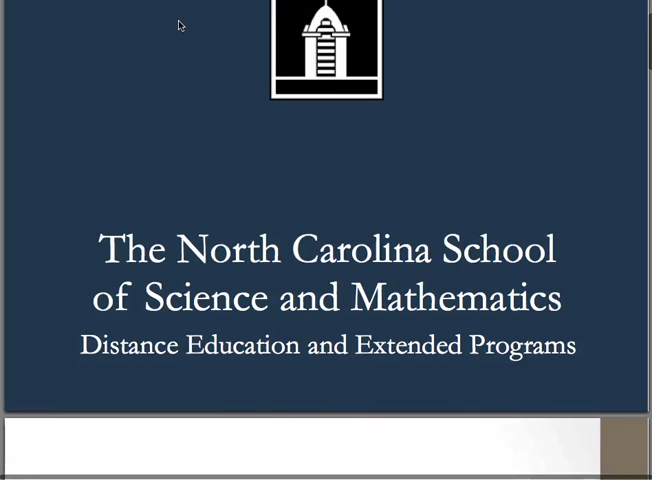 The North Carolina School
of Science and Mathematics
Distance Education and Extended Programs